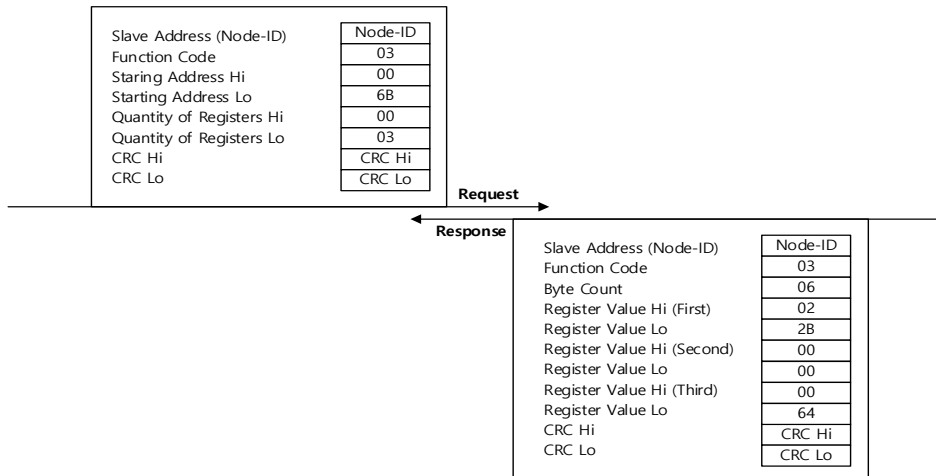 Slave Address (Node-ID) Node-ID
Function Code 03
Staring Address Hi 00
Starting Address Lo 6B
Quantity of Registers Hi 00
Quantity of Registers Lo 03
CRC Hi CRC Hi
CRC Lo CRC Lo
Request
Response
Slave Address (Node-ID) Node-ID
Function Code 03
Byte Count 06
Register Value Hi (First) 02
Register Value Lo 2B
Register Value Hi (Second) 00
Register Value Lo 00
Register Value Hi (Third) 00
Register Value Lo 64
CRC Hi CRC Hi
CRC Lo CRC Lo